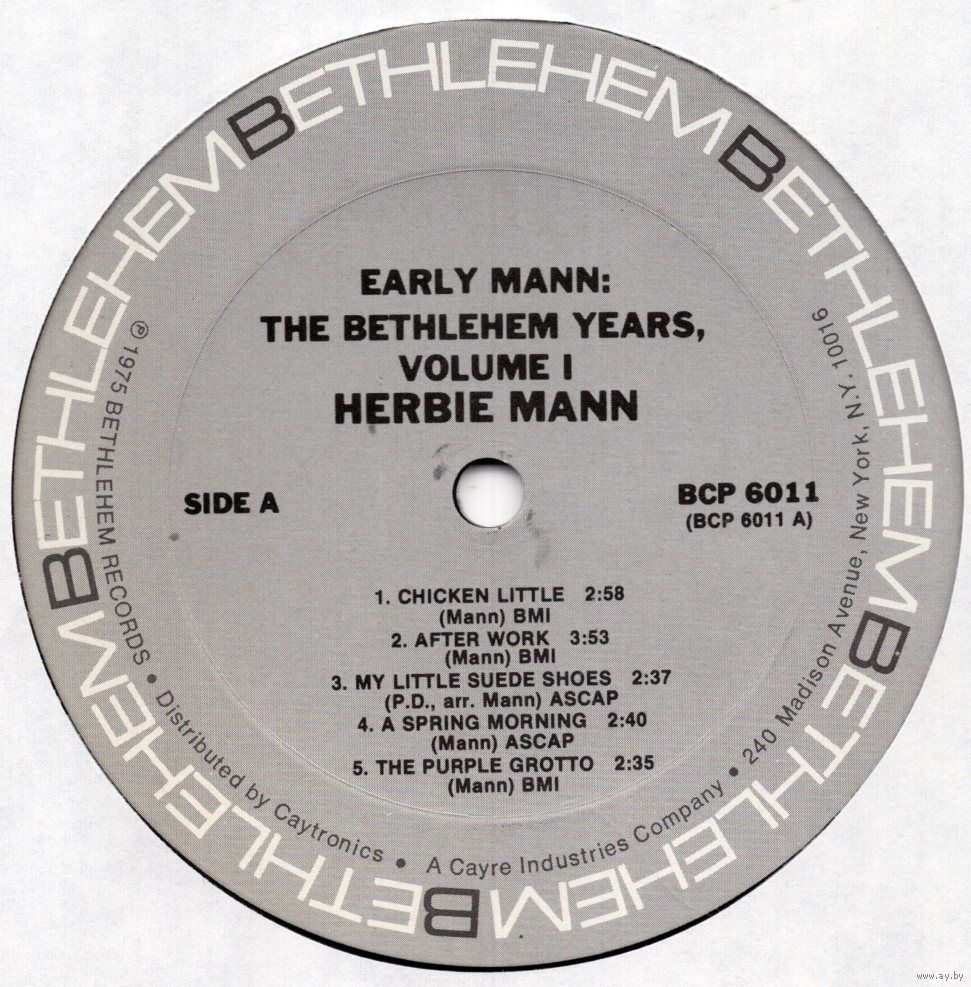 BETHLEHEM BETHLEHEM BETHLEHEM BETHLEHEM BETHLEHEM BETHLEHEM
EARLY MANN:
THE BETHLEHEM YEARS,
VOLUME I
HERBIE MANN
SIDE A
BCP 6011
(BCP 6011 A)
1. CHICKEN LITTLE 2:58
(Mann) BMI
2. AFTER WORK 3:53
(Mann) BMI
3. MY LITTLE SUEDE SHOES 2:37
(P.D., arr. Mann) ASCAP
4. A SPRING MORNING 2:40
(Mann) ASCAP
5. THE PURPLE GROTTO 2:35
(Mann) BMI
℗ 1975 BETHLEHEM RECORDS • Distributed by Caytronics • A Cayre Industries Company • 240 Madison Avenue, New York, N.Y. 10016
www.ay.by